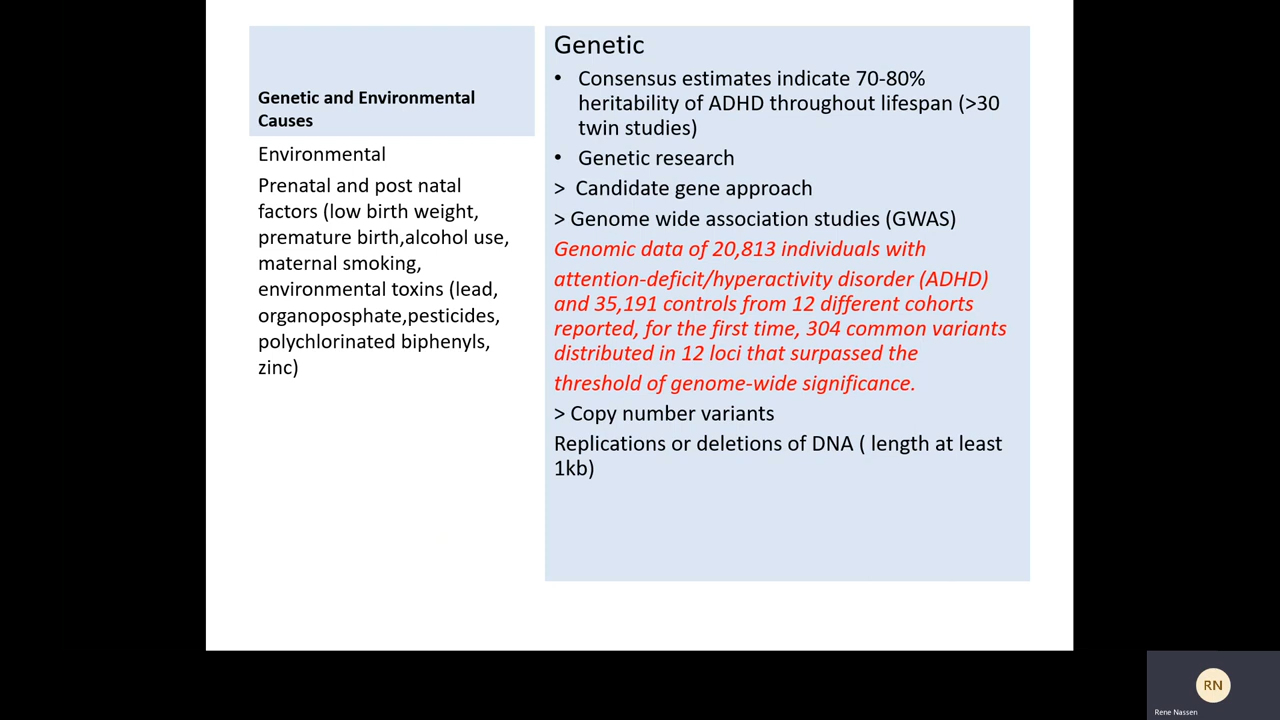 Genetic and Environmental
Causes
Environmental
Prenatal and post natal
factors (low birth weight,
premature birth,alcohol use,
maternal smoking,
environmental toxins (lead,
organoposphate,pesticides,
polychlorinated biphenyls,
zinc)
Genetic
• Consensus estimates indicate 70-80%
heritability of ADHD throughout lifespan (>30
twin studies)
• Genetic research
> Candidate gene approach
> Genome wide association studies (GWAS)
Genomic data of 20,813 individuals with
attention-deficit/hyperactivity disorder (ADHD)
and 35,191 controls from 12 different cohorts
reported, for the first time, 304 common variants
distributed in 12 loci that surpassed the
threshold of genome-wide significance.
> Copy number variants
Replications or deletions of DNA ( length at least
1kb)
RN
Rene Nassen